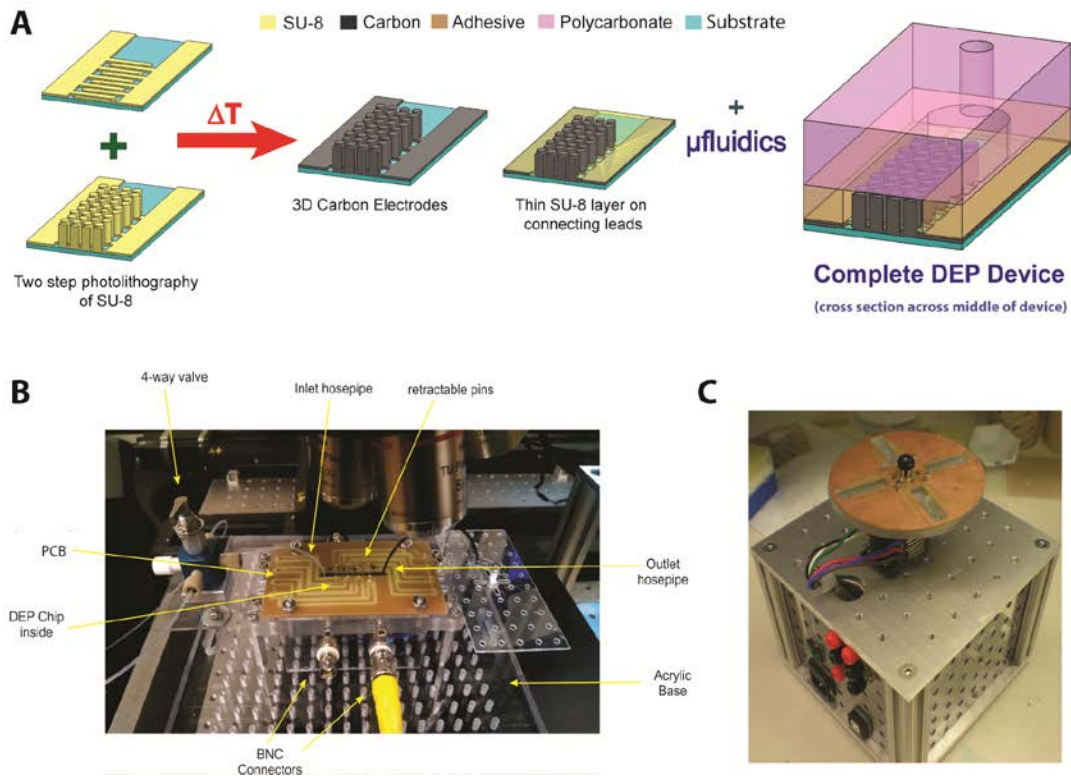 A
SU-8
Carbon
Adhesive
Polycarbonate
Substrate
+
ΔT
+
µfluidics
3D Carbon Electrodes
Thin SU-8 layer on
connecting leads
Two step photolithography
of SU-8
Complete DEP Device
(cross section across middle of device)
B
4-way valve
Inlet hosepipe
retractable pins
PCB
Outlet
hosepipe
DEP Chip
inside
Acrylic
Base
BNC
Connectors
C